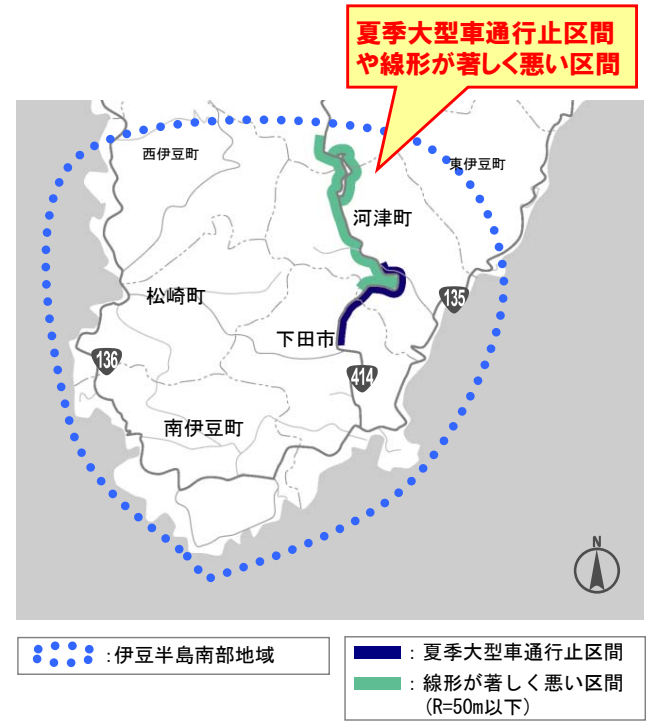 夏季大型車通行止区間
や線形が著しく悪い区間
西伊豆町
東伊豆町
河津町
松崎町
135
下田市
136
414
南伊豆町
N
：伊豆半島南部地域
：夏季大型車通行止区間
：線形が著しく悪い区間
(R=50m以下)